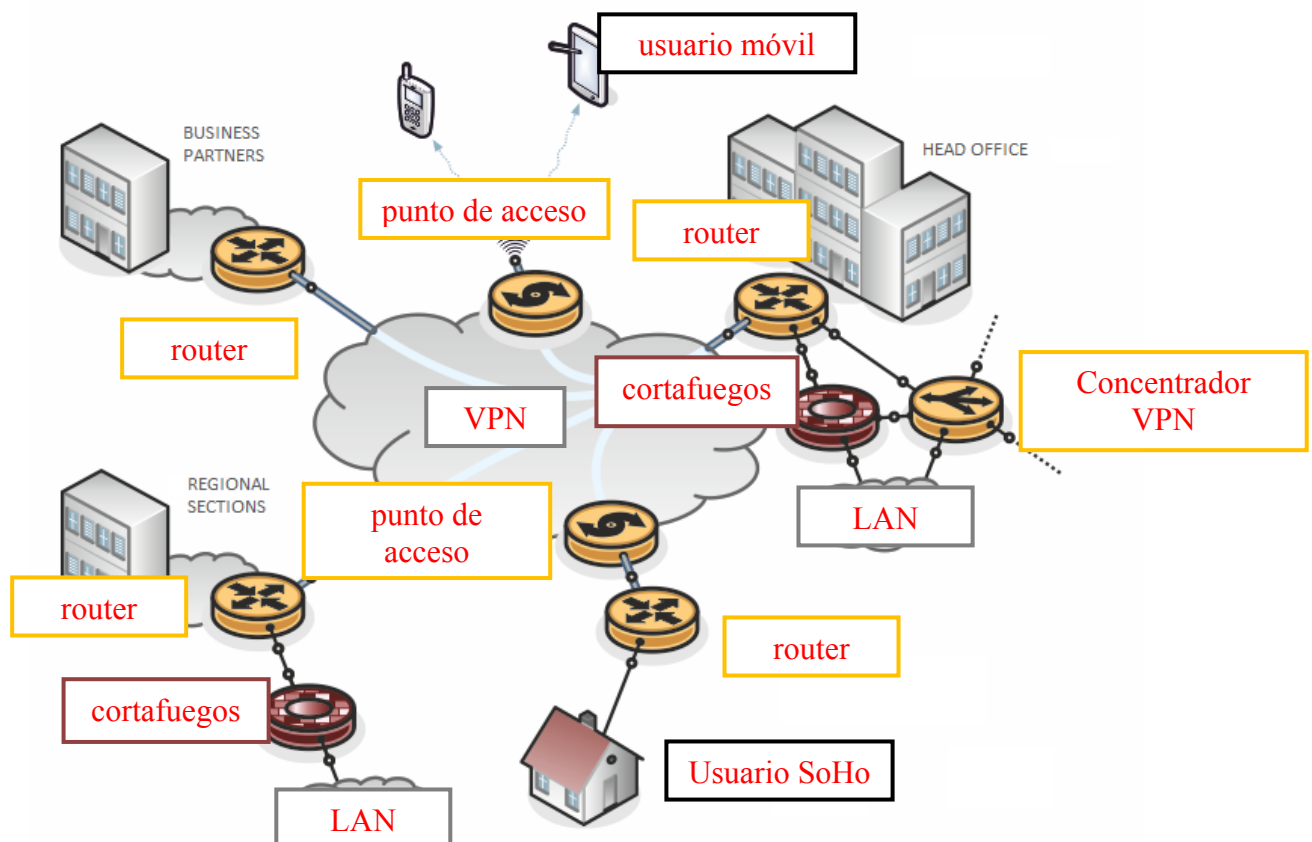 usuario móvil
BUSINESS
PARTNERS
HEAD OFFICE
punto de acceso
router
router
cortafuegos
Concentrador
VPN
VPN
REGIONAL
SECTIONS
LAN
punto de
acceso
router
router
cortafuegos
Usuario SoHo
LAN